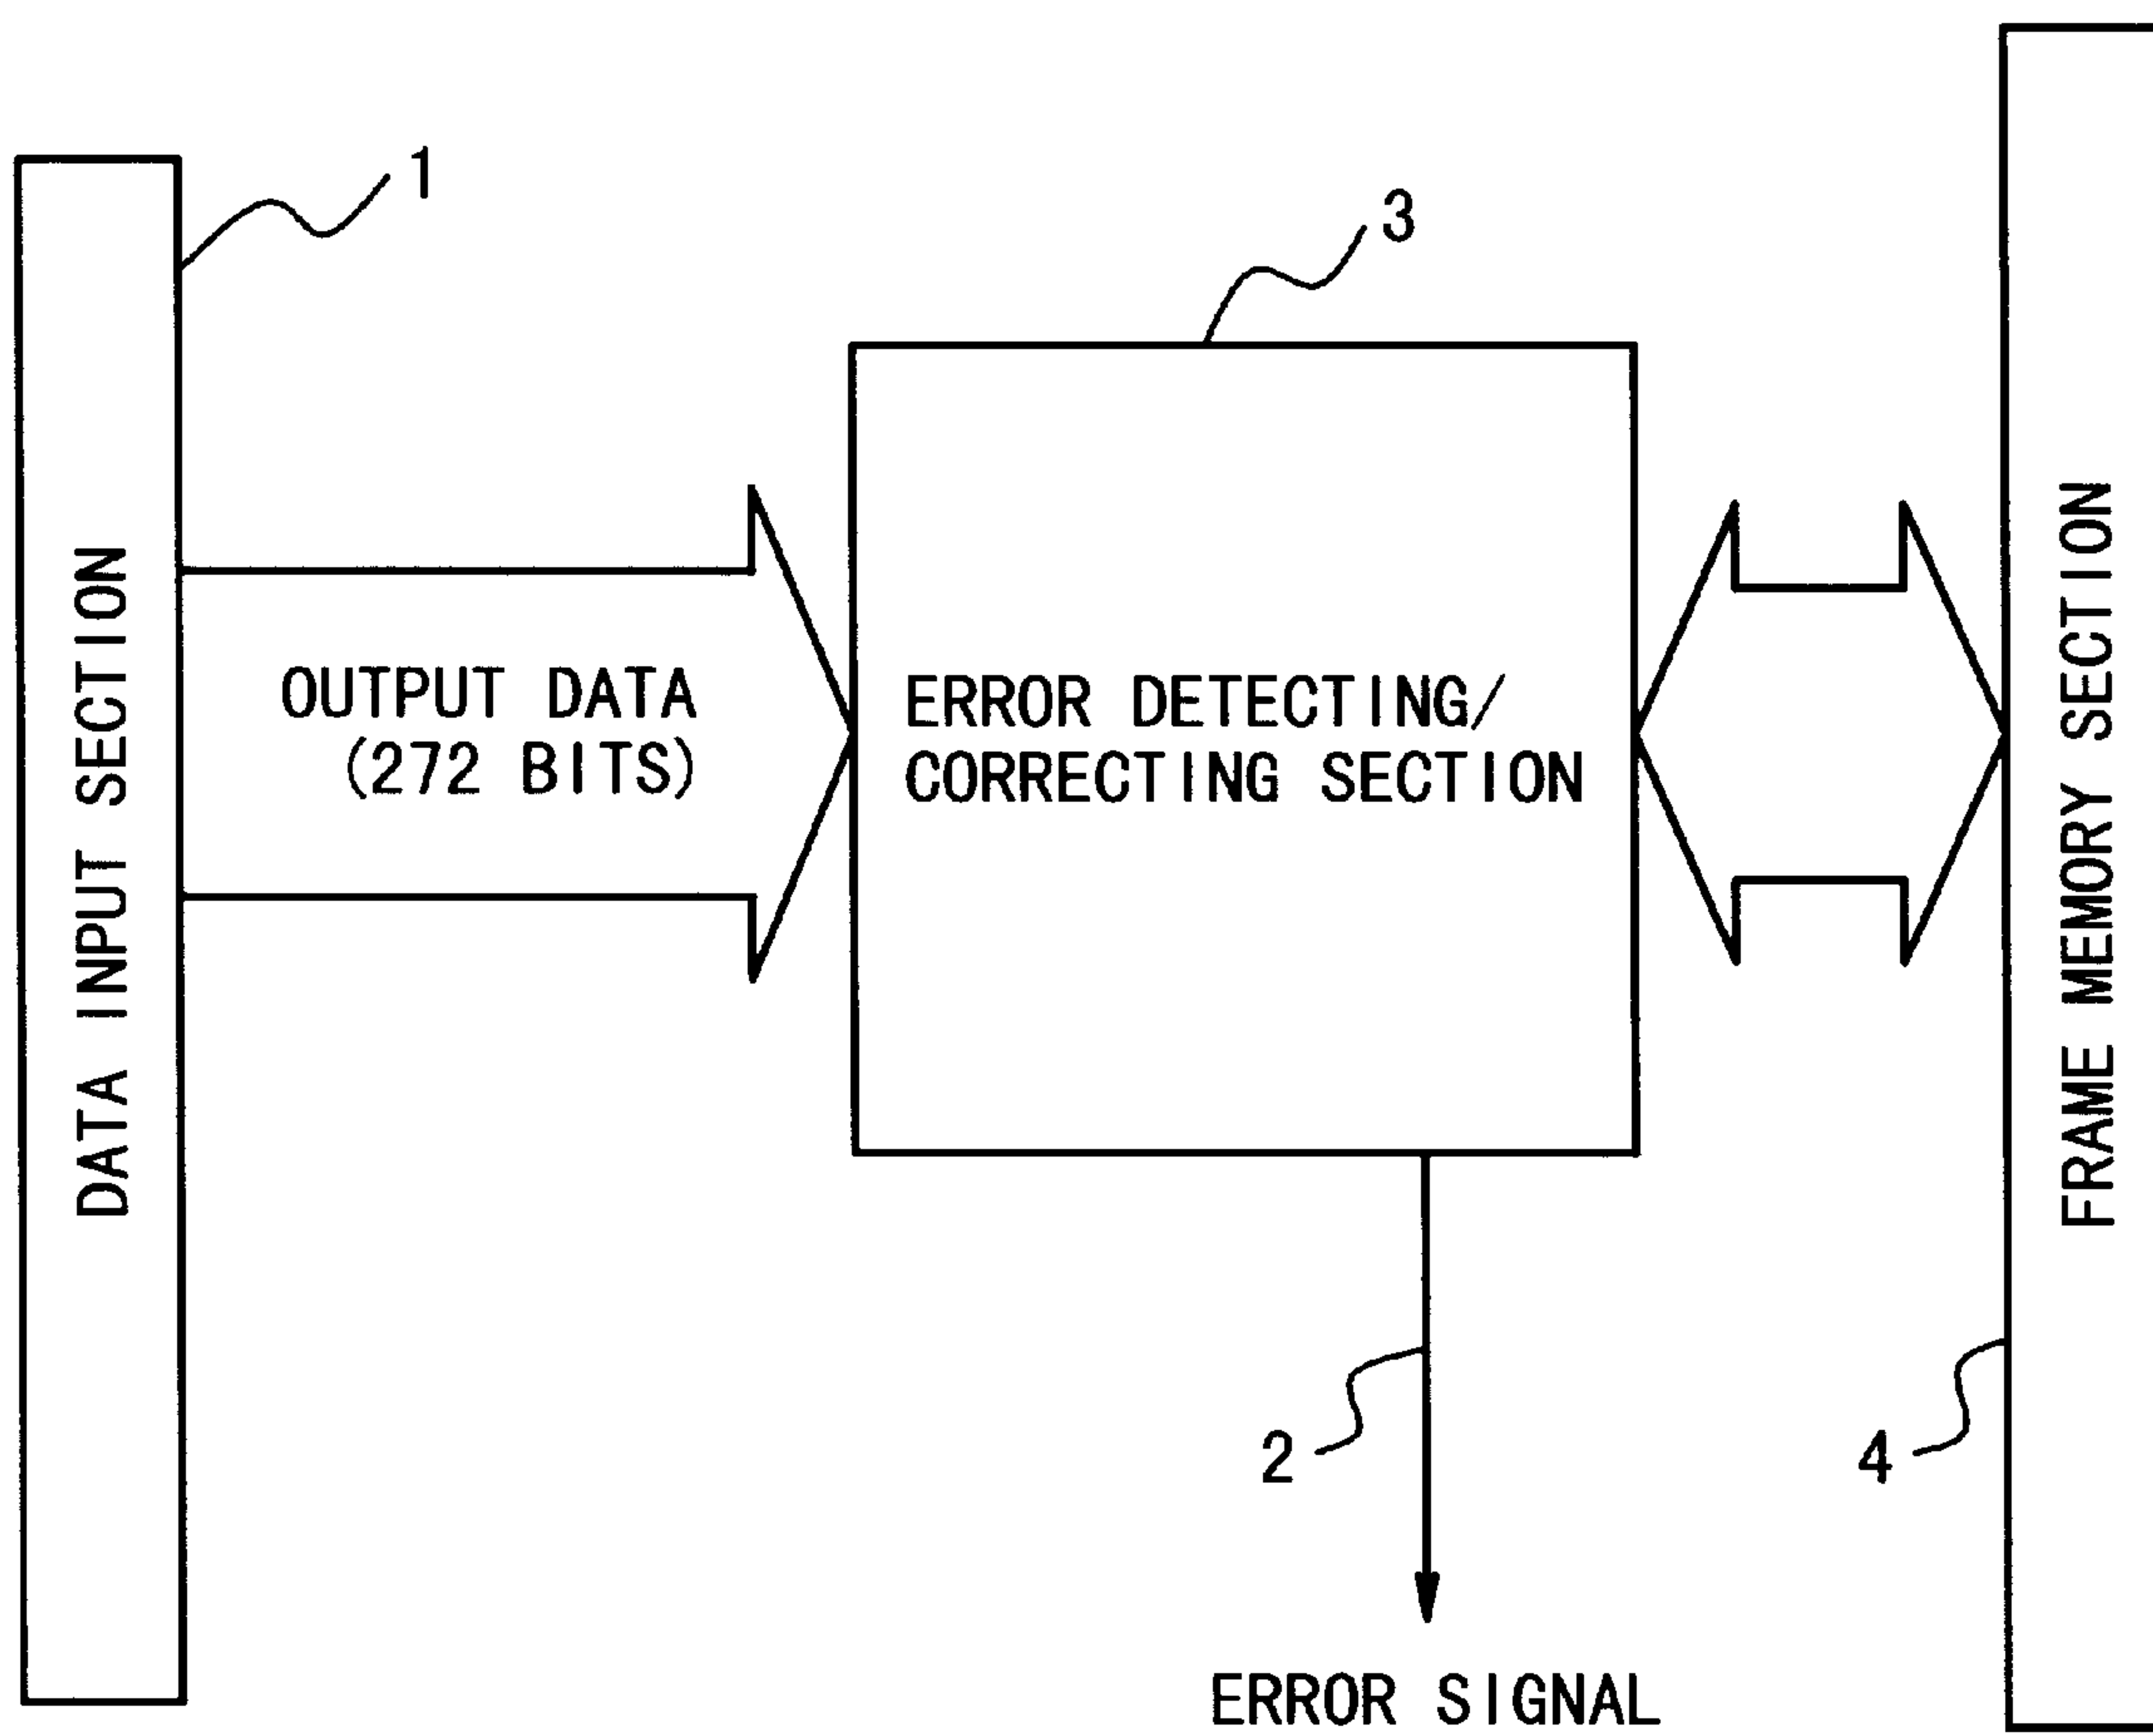 1
3
DATA INPUT SECTION
OUTPUT DATA
(272 BITS)
ERROR DETECTING/
CORRECTING SECTION
FRAME MEMORY SECTION
2
4
ERROR SIGNAL